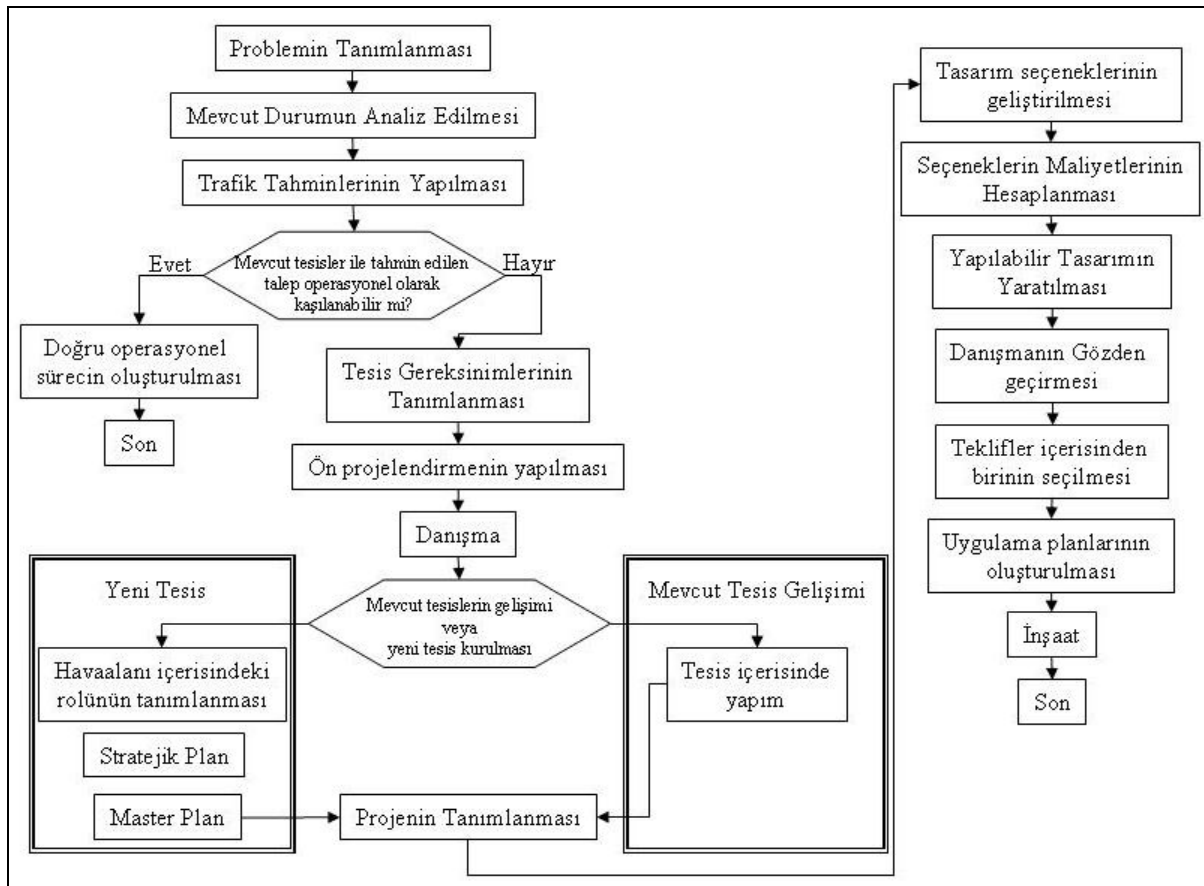 Problemin Tanımlanması
Mevcut Durumun Analiz Edilmesi
Trafik Tahminlerinin Yapılması
Mevcut tesisler ile tahmin edilen
talep operasyonel olarak
kaşılanabilir mi?
Evet
Hayır
Doğru operasyonel
sürecin oluşturulması
Son
Tesis Gereksinimlerinin
Tanımlanması
Ön projelendirmenin yapılması
Danışma
Mevcut tesislerin gelişimi
veya
yeni tesis kurulması
Yeni Tesis
Havaalanı içerisindeki
rolünün tanımlanması
Stratejik Plan
Master Plan
Mevcut Tesis Gelişimi
Tesis içerisinde
yapım
Projenin Tanımlanması
Tasarım seçeneklerinin
geliştirilmesi
Seçeneklerin Maliyetlerinin
Hesaplanması
Yapılabilir Tasarımın
Yaratılması
Danışmanın Gözden
geçirmesi
Teklifler içerisinden
birinin seçilmesi
Uygulama planlarının
oluşturulması
İnşaat
Son